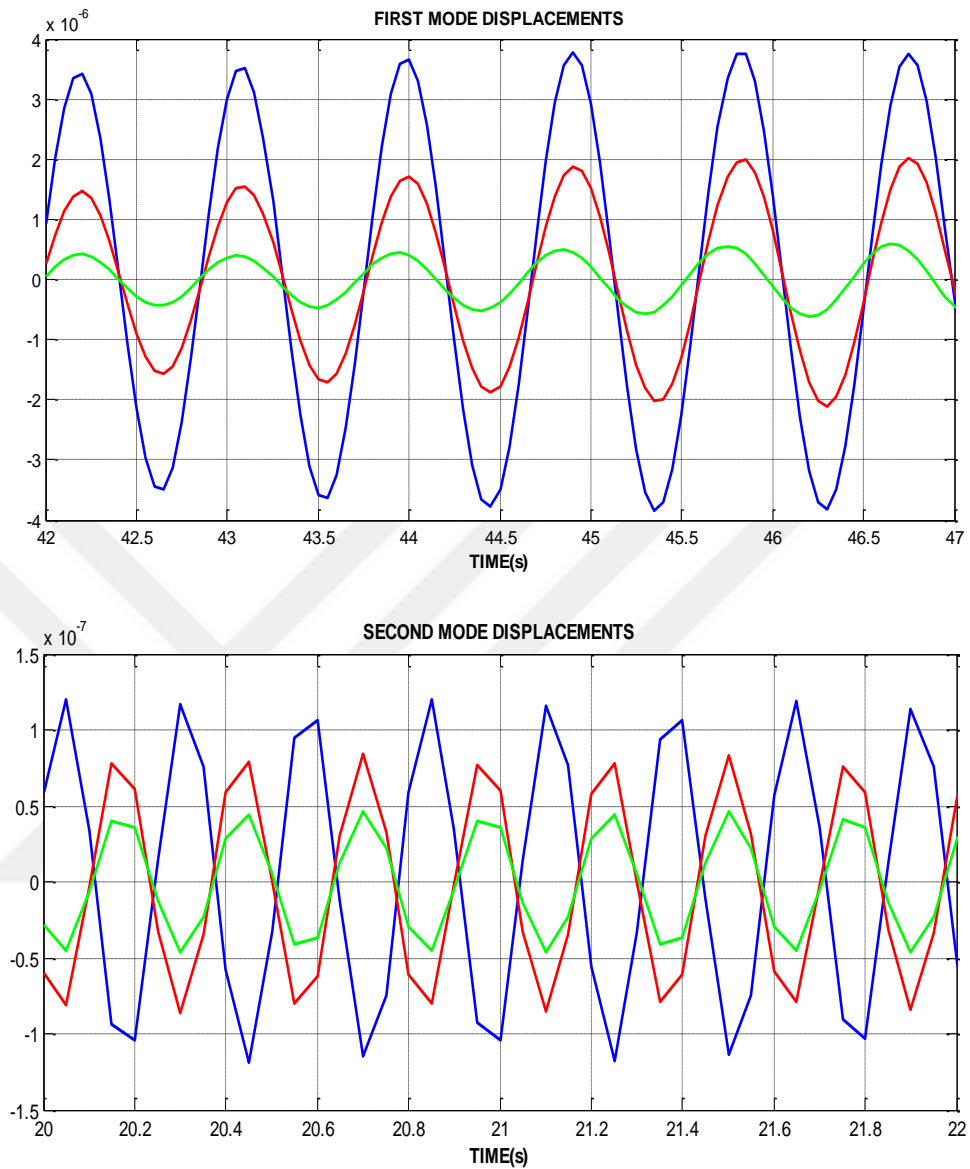 x 10^-6
FIRST MODE DISPLACEMENTS
4
3
2
1
0
-1
-2
-3
-4
42 42.5 43 43.5 44 44.5 45 45.5 46 46.5 47
TIME(s)
x 10^-7
SECOND MODE DISPLACEMENTS
1.5
1
0.5
0
-0.5
-1
-1.5
20 20.2 20.4 20.6 20.8 21 21.2 21.4 21.6 21.8 22
TIME(s)